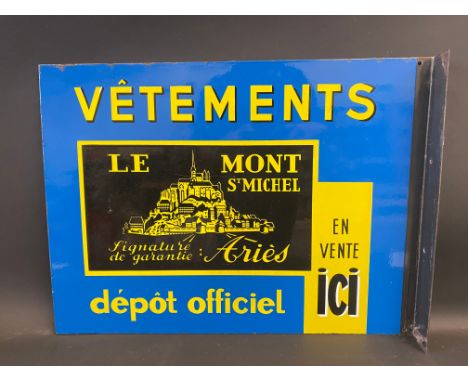 VÊTEMENTS
LE MONT
ST MICHEL
Signature
de garantie : Ariès
EN
VENTE
ici
dépôt officiel